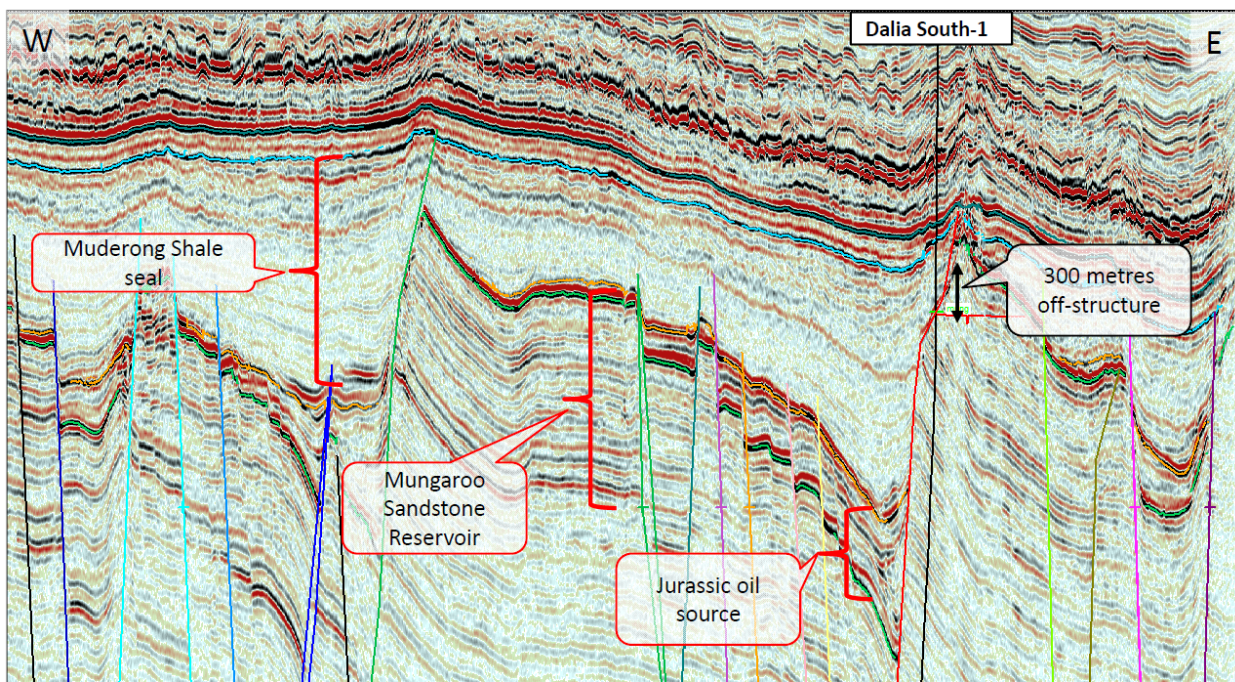 W
Dalia South-1
E
Muderong Shale
seal
300 metres
off-structure
Mungaroo
Sandstone
Reservoir
Jurassic oil
source